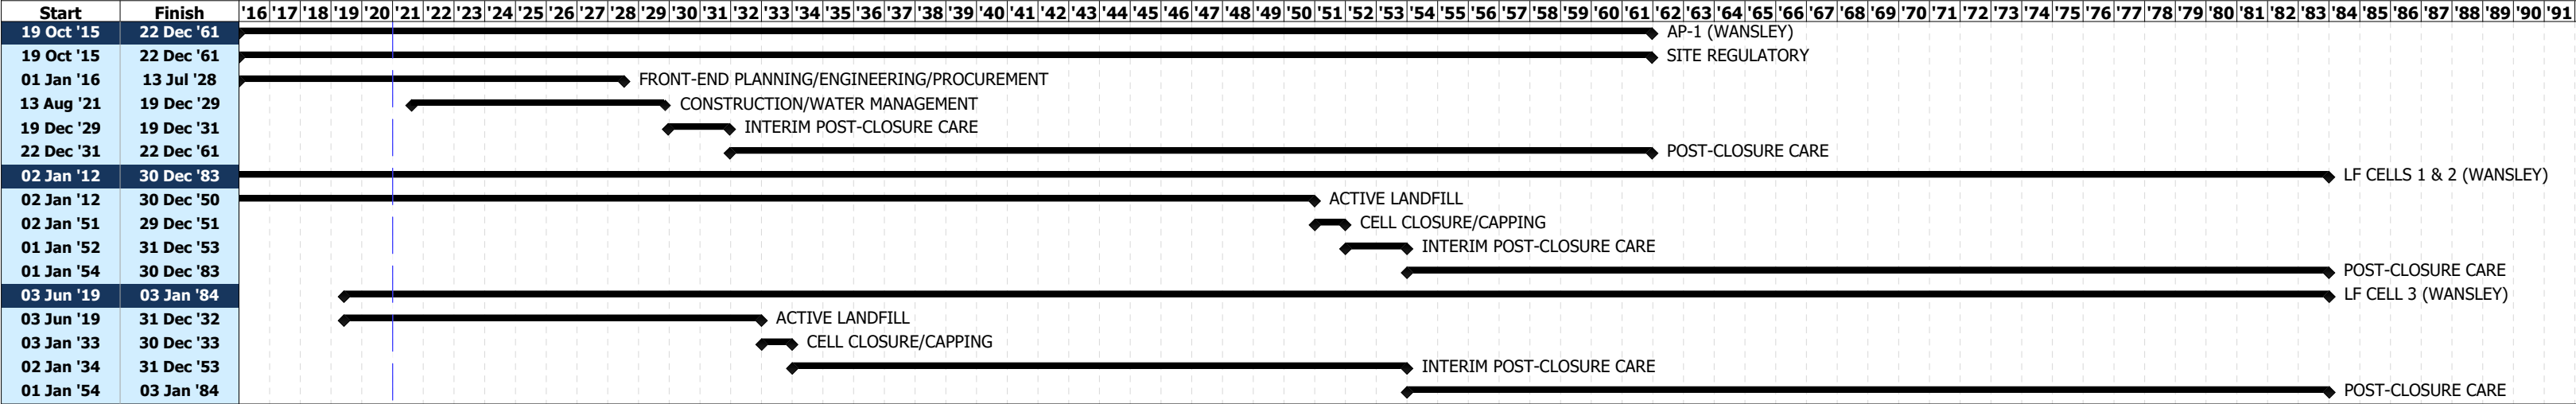 Start Finish '16 '17 '18 '19 '20 '21 '22 '23 '24 '25 '26 '27 '28 '29 '30 '31 '32 '33 '34 '35 '36 '37 '38 '39 '40 '41 '42 '43 '44 '45 '46 '47 '48 '49 '50 '51 '52 '53 '54 '55 '56 '57 '58 '59 '60 '61 '62 '63 '64 '65 '66 '67 '68 '69 '70 '71 '72 '73 '74 '75 '76 '77 '78 '79 '80 '81 '82 '83 '84 '85 '86 '87 '88 '89 '90 '91
19 Oct '15 22 Dec '61 AP-1 (WANSLEY)
19 Oct '15 22 Dec '61 SITE REGULATORY
01 Jan '16 13 Jul '28 FRONT-END PLANNING/ENGINEERING/PROCUREMENT
13 Aug '21 19 Dec '29 CONSTRUCTION/WATER MANAGEMENT
19 Dec '29 19 Dec '31 INTERIM POST-CLOSURE CARE
22 Dec '31 22 Dec '61 POST-CLOSURE CARE
02 Jan '12 30 Dec '83 LF CELLS 1 & 2 (WANSLEY)
02 Jan '12 30 Dec '50 ACTIVE LANDFILL
02 Jan '51 29 Dec '51 CELL CLOSURE/CAPPING
01 Jan '52 31 Dec '53 INTERIM POST-CLOSURE CARE
01 Jan '54 30 Dec '83 POST-CLOSURE CARE
03 Jun '19 03 Jan '84 LF CELL 3 (WANSLEY)
03 Jun '19 31 Dec '32 ACTIVE LANDFILL
03 Jan '33 30 Dec '33 CELL CLOSURE/CAPPING
02 Jan '34 31 Dec '53 INTERIM POST-CLOSURE CARE
01 Jan '54 03 Jan '84 POST-CLOSURE CARE